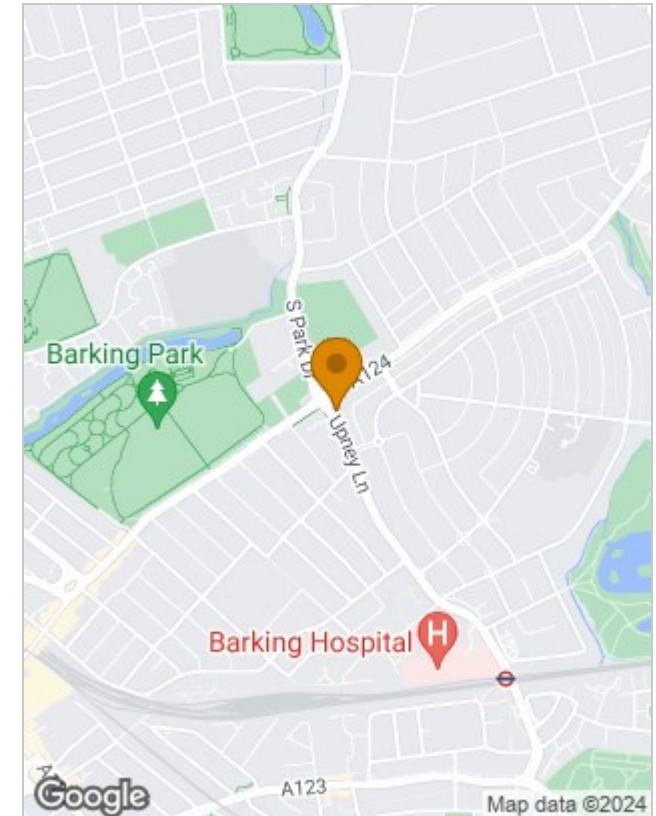 S Park Dr
A124
Barking Park
Upney Ln
Barking Hospital
H
A123
Google
Map data ©2024